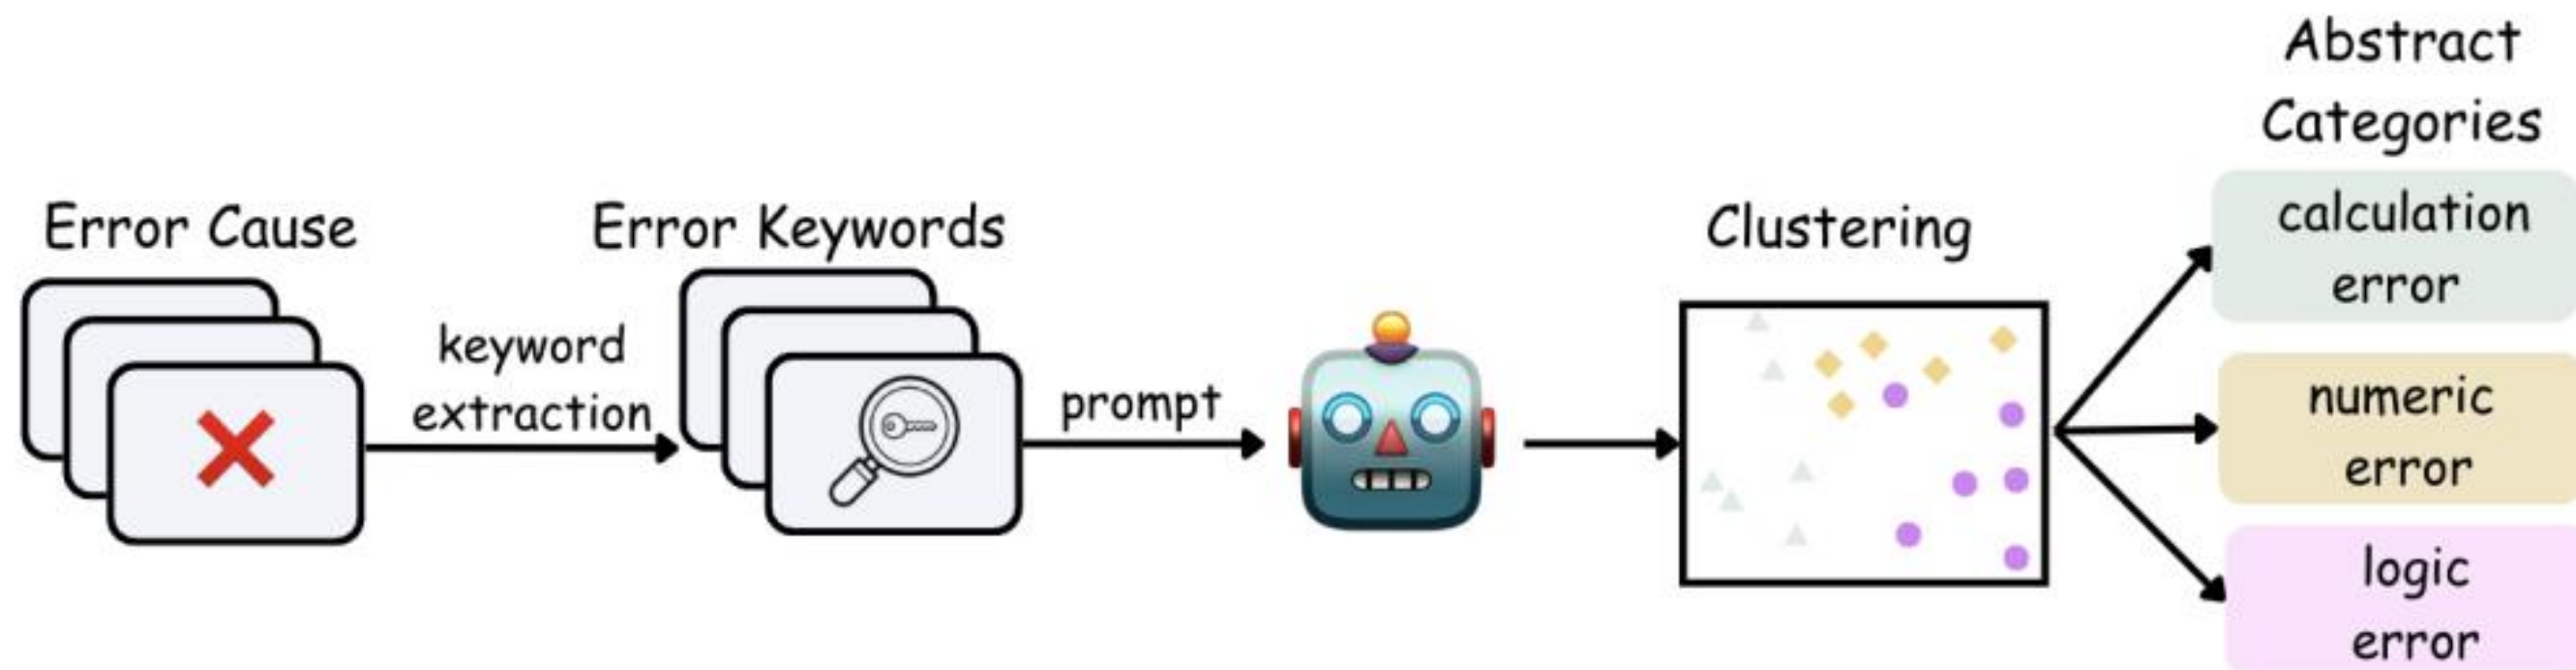 Error Cause
keyword
extraction
Error Keywords
prompt
Clustering
Abstract
Categories
calculation
error
numeric
error
logic
error